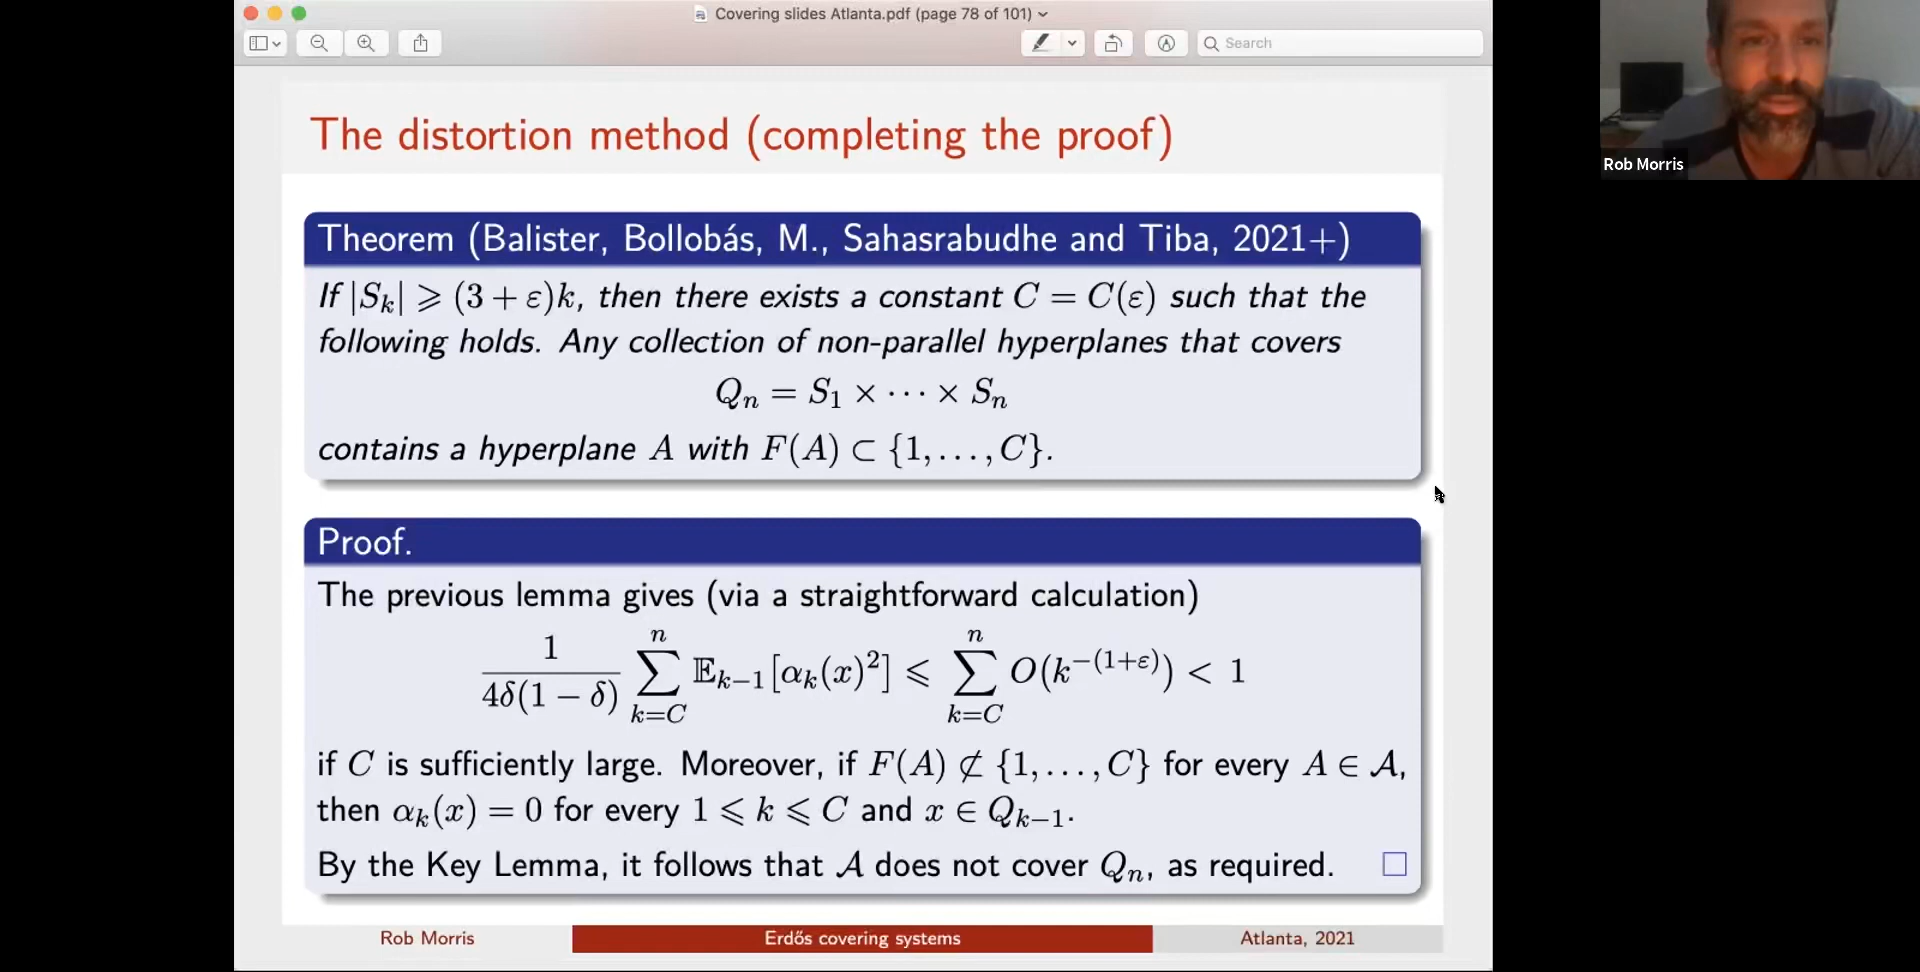 Covering slides Atlanta.pdf (page 78 of 101)
Search
The distortion method (completing the proof)
Theorem (Balister, Bollobás, M., Sahasrabudhe and Tiba, 2021+)
If |S_k| ⩾ (3 + ε)k, then there exists a constant C = C(ε) such that the
following holds. Any collection of non-parallel hyperplanes that covers
Q_n = S_1 × ⋯ × S_n
contains a hyperplane A with F(A) ⊂ {1, …, C}.
Proof.
The previous lemma gives (via a straightforward calculation)
\frac{1}{4δ(1 − δ)} \sum_{k=C}^{n} 𝔼_{k−1}[α_k(x)^2] ⩽ \sum_{k=C}^{n} O(k^{−(1+ε)}) < 1
if C is sufficiently large. Moreover, if F(A) ⊄ {1, …, C} for every A ∈ 𝒜,
then α_k(x) = 0 for every 1 ⩽ k ⩽ C and x ∈ Q_{k−1}.
By the Key Lemma, it follows that 𝒜 does not cover Q_n, as required. □
Rob Morris
Erdős covering systems
Atlanta, 2021
Rob Morris